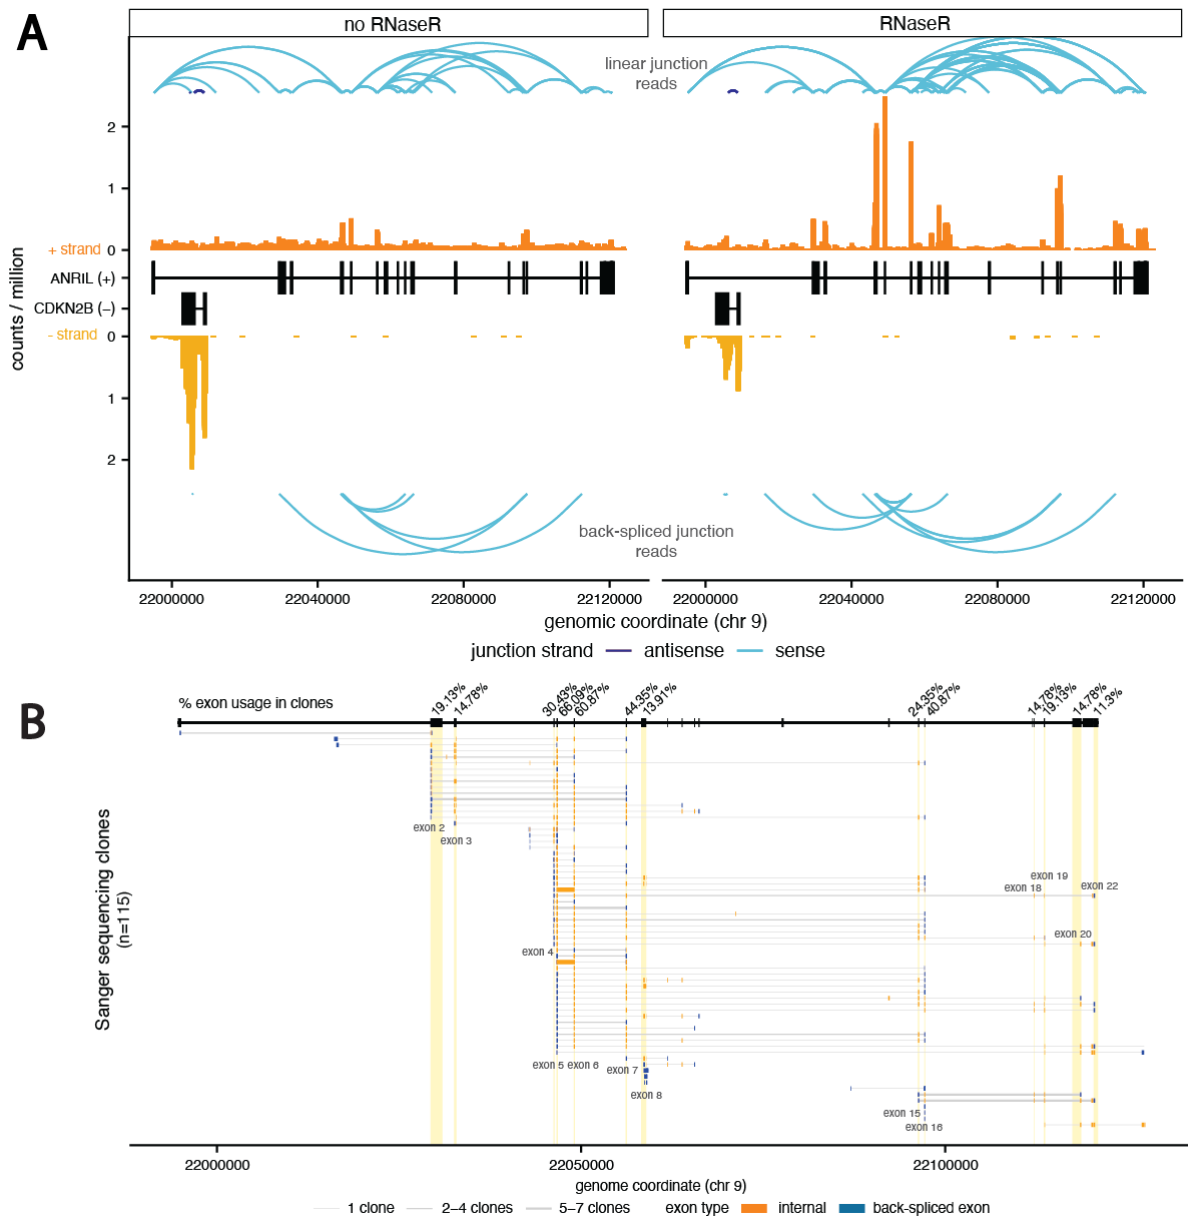 A
no RNaseR
RNaseR
linear junction
reads
2
1
+ strand 0
ANRIL (+)
CDKN2B (−)
- strand 0
1
2
counts / million
back-spliced junction
reads
22000000 22040000 22080000 22120000
22000000 22040000 22080000 22120000
genomic coordinate (chr 9)
junction strand antisense sense
B
% exon usage in clones
19.13% 14.78% 30.43% 66.09% 60.87% 44.35% 13.91% 24.35% 40.87% 14.78% 19.13% 14.78% 11.3%
exon 2
exon 3
exon 19
exon 18
exon 22
exon 20
exon 4
exon 5
exon 6
exon 7
exon 8
exon 15
exon 16
Sanger sequencing clones
(n=115)
22000000 22050000 22100000
genome coordinate (chr 9)
1 clone 2−4 clones 5−7 clones exon type internal back-spliced exon